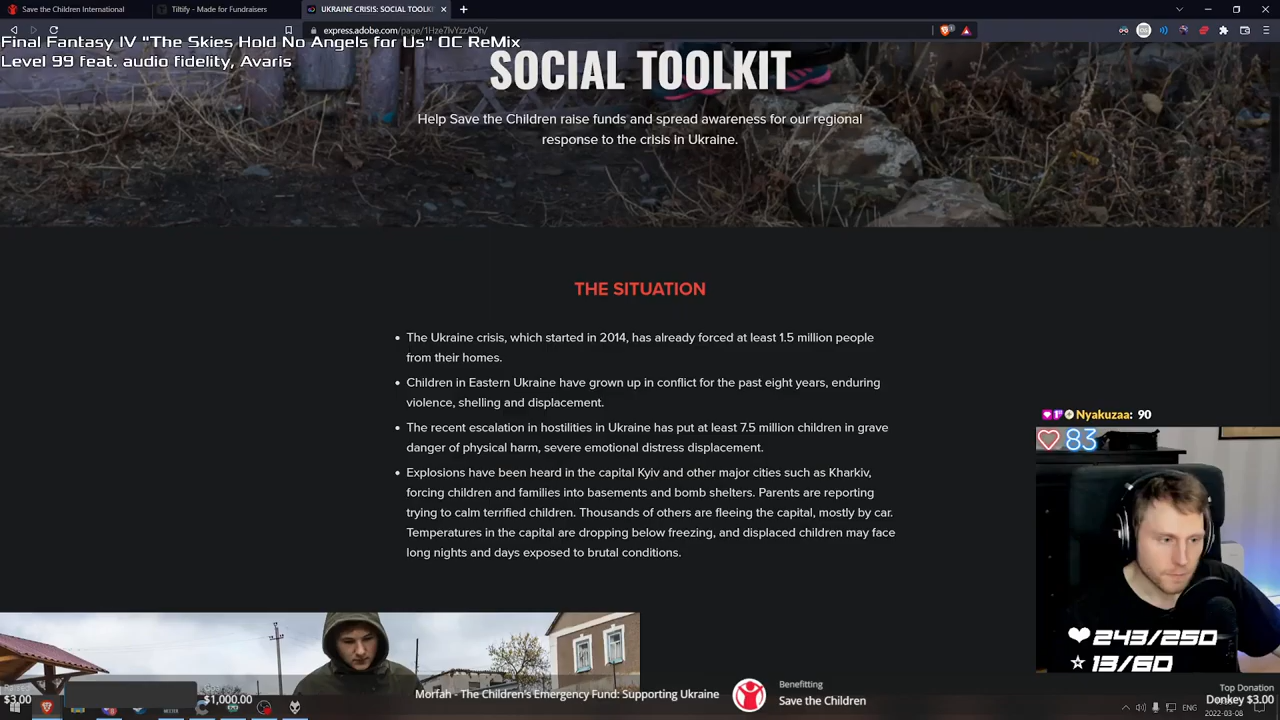 Save the Children International
Tiltify - Made for Fundraisers
UKRAINE CRISIS: SOCIAL TOOLKIT
express.adobe.com/page/1Hze7lvYzzAOh/
Final Fantasy IV "The Skies Hold No Angels for Us" OC ReMix
Level 99 feat. audio fidelity, Avaris
SOCIAL TOOLKIT
Help Save the Children raise funds and spread awareness for our regional
response to the crisis in Ukraine.
THE SITUATION
• The Ukraine crisis, which started in 2014, has already forced at least 1.5 million people
from their homes.
• Children in Eastern Ukraine have grown up in conflict for the past eight years, enduring
violence, shelling and displacement.
• The recent escalation in hostilities in Ukraine has put at least 7.5 million children in grave
danger of physical harm, severe emotional distress displacement.
• Explosions have been heard in the capital Kyiv and other major cities such as Kharkiv,
forcing children and families into basements and bomb shelters. Parents are reporting
trying to calm terrified children. Thousands of others are fleeing the capital, mostly by car.
Temperatures in the capital are dropping below freezing, and displaced children may face
long nights and days exposed to brutal conditions.
Nyakuzaa: 90
83
243/250
13/60
$3.00
$1,000.00
Morfah - The Children's Emergency Fund: Supporting Ukraine
Benefitting
Save the Children
Top Donation
Donkey $3.00
ENG
2022-03-08